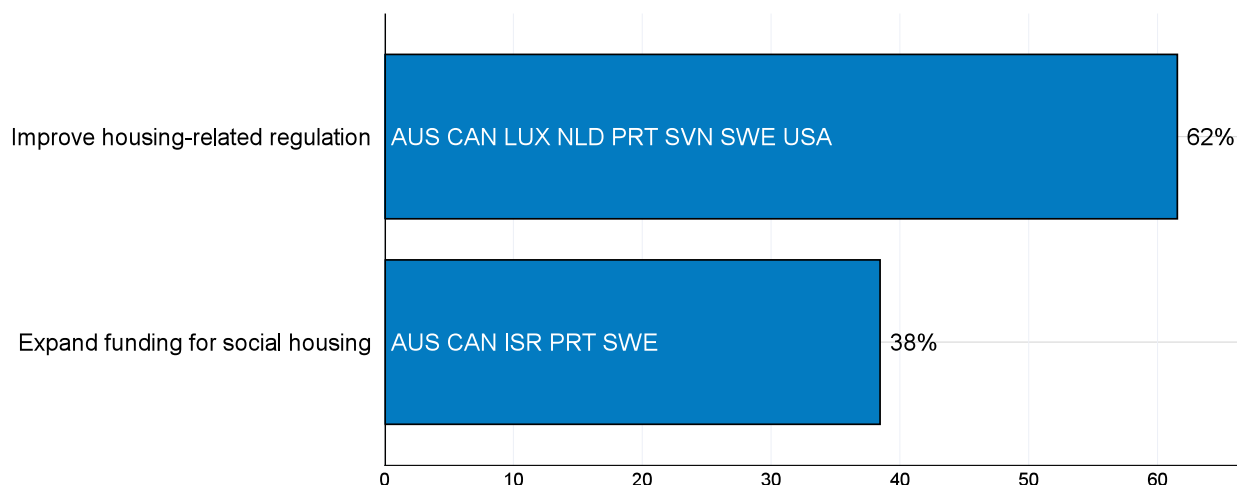 Improve housing-related regulation
AUS CAN LUX NLD PRT SVN SWE USA
62%
Expand funding for social housing
AUS CAN ISR PRT SWE
38%
0 10 20 30 40 50 60